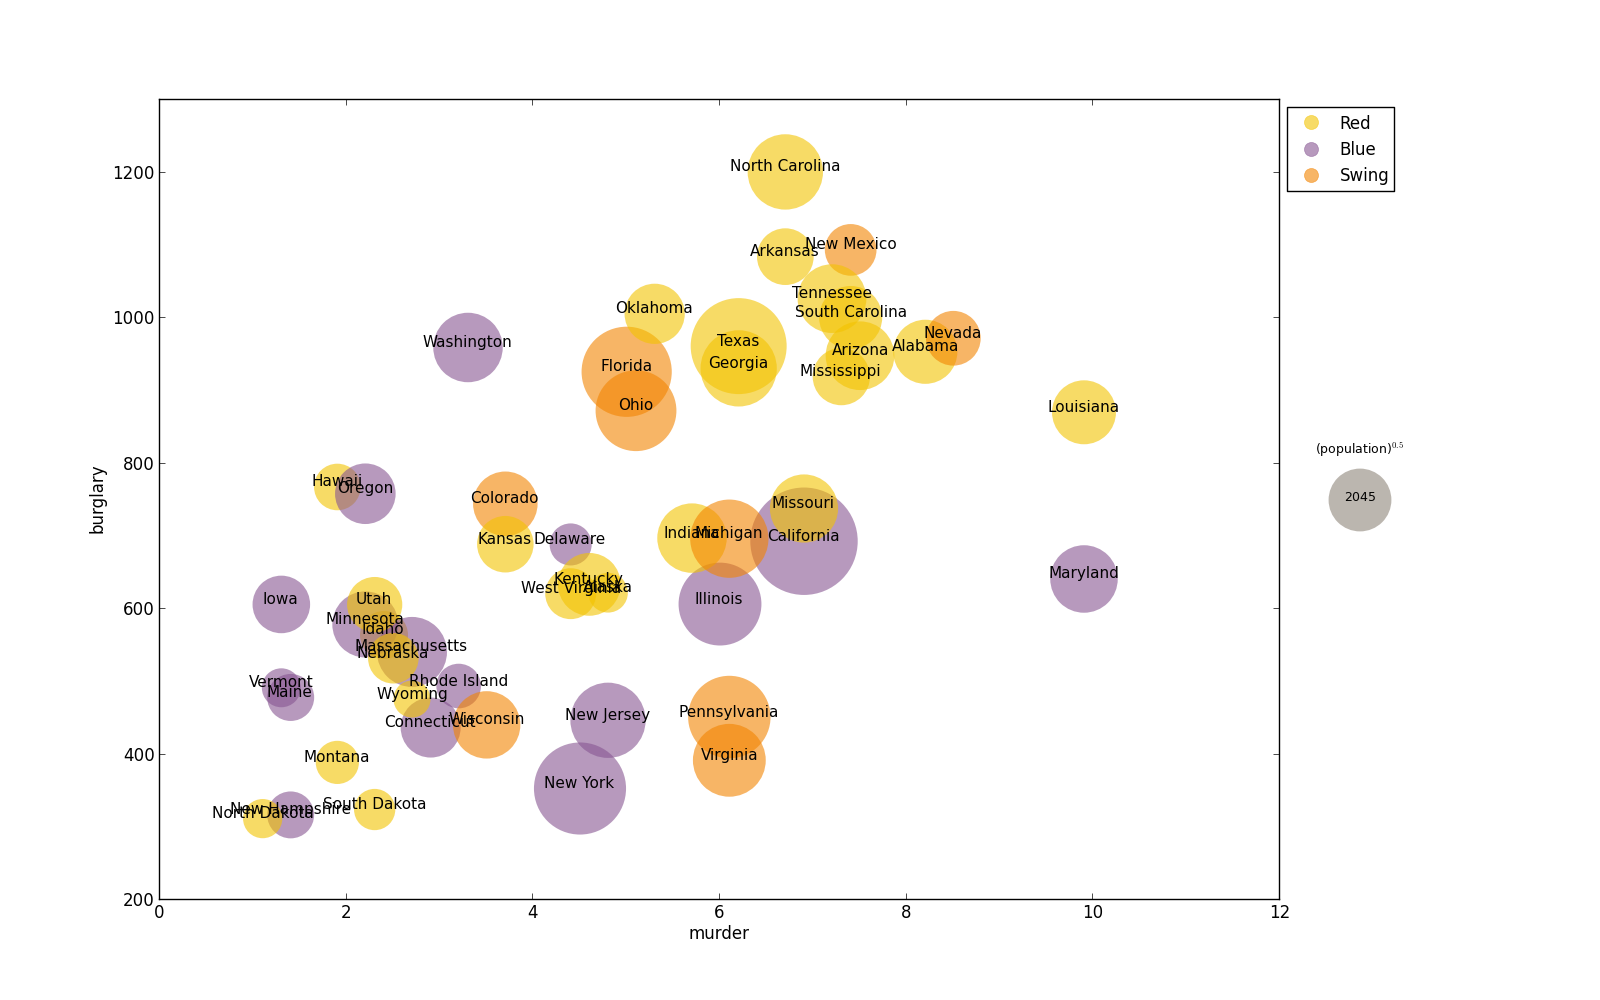 Red
Blue
Swing
1200
1000
800
600
400
200
burglary
North Carolina
New Mexico
Arkansas
Tennessee
Oklahoma
South Carolina
Washington
Texas
Nevada
Alabama
Arizona
Georgia
Florida
Mississippi
Ohio
Louisiana
(population)^0.5
2045
Hawaii
Oregon
Colorado
Missouri
Indiana
Michigan
California
Kansas
Delaware
Kentucky
West Virginia
Alaska
Maryland
Iowa
Utah
Illinois
Minnesota
Idaho
Massachusetts
Nebraska
Vermont
Rhode Island
Maine
Wyoming
Connecticut
Wisconsin
New Jersey
Pennsylvania
Montana
Virginia
New York
South Dakota
New Hampshire
North Dakota
0 2 4 6 8 10 12
murder